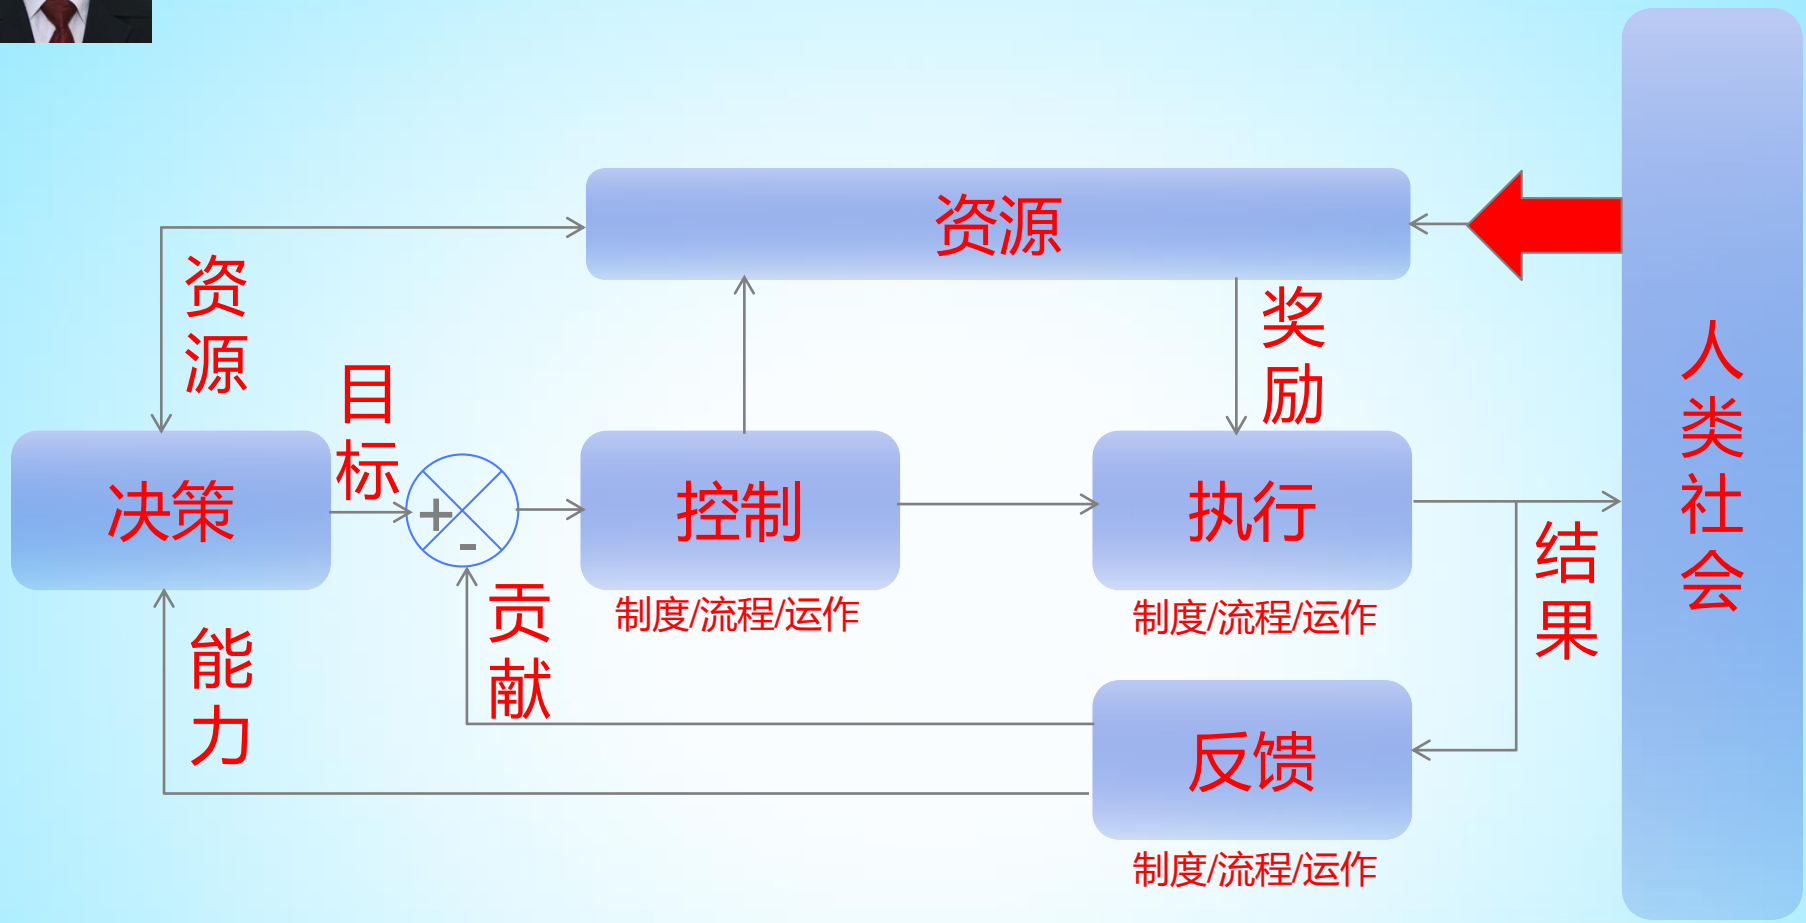 资源
资源
奖励
目标
人类社会
决策
+
-
控制
执行
结果
贡献
制度/流程/运作
制度/流程/运作
能力
反馈
制度/流程/运作